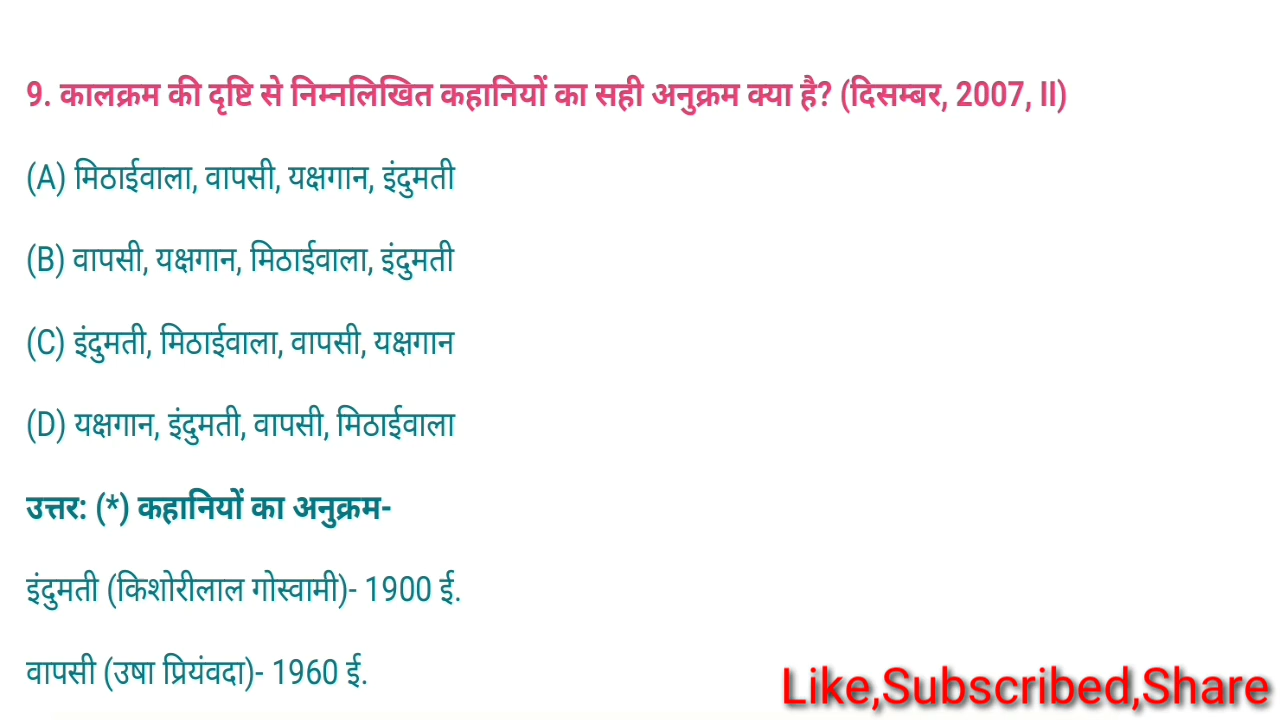 9. कालक्रम की दृष्टि से निम्नलिखित कहानियों का सही अनुक्रम क्या है? (दिसम्बर, 2007, II)
(A) मिठाईवाला, वापसी, यक्षगान, इंदुमती
(B) वापसी, यक्षगान, मिठाईवाला, इंदुमती
(C) इंदुमती, मिठाईवाला, वापसी, यक्षगान
(D) यक्षगान, इंदुमती, वापसी, मिठाईवाला
उत्तर: (*) कहानियों का अनुक्रम-
इंदुमती (किशोरीलाल गोस्वामी)- 1900 ई.
वापसी (उषा प्रियंवदा)- 1960 ई.
Like,Subscribed,Share